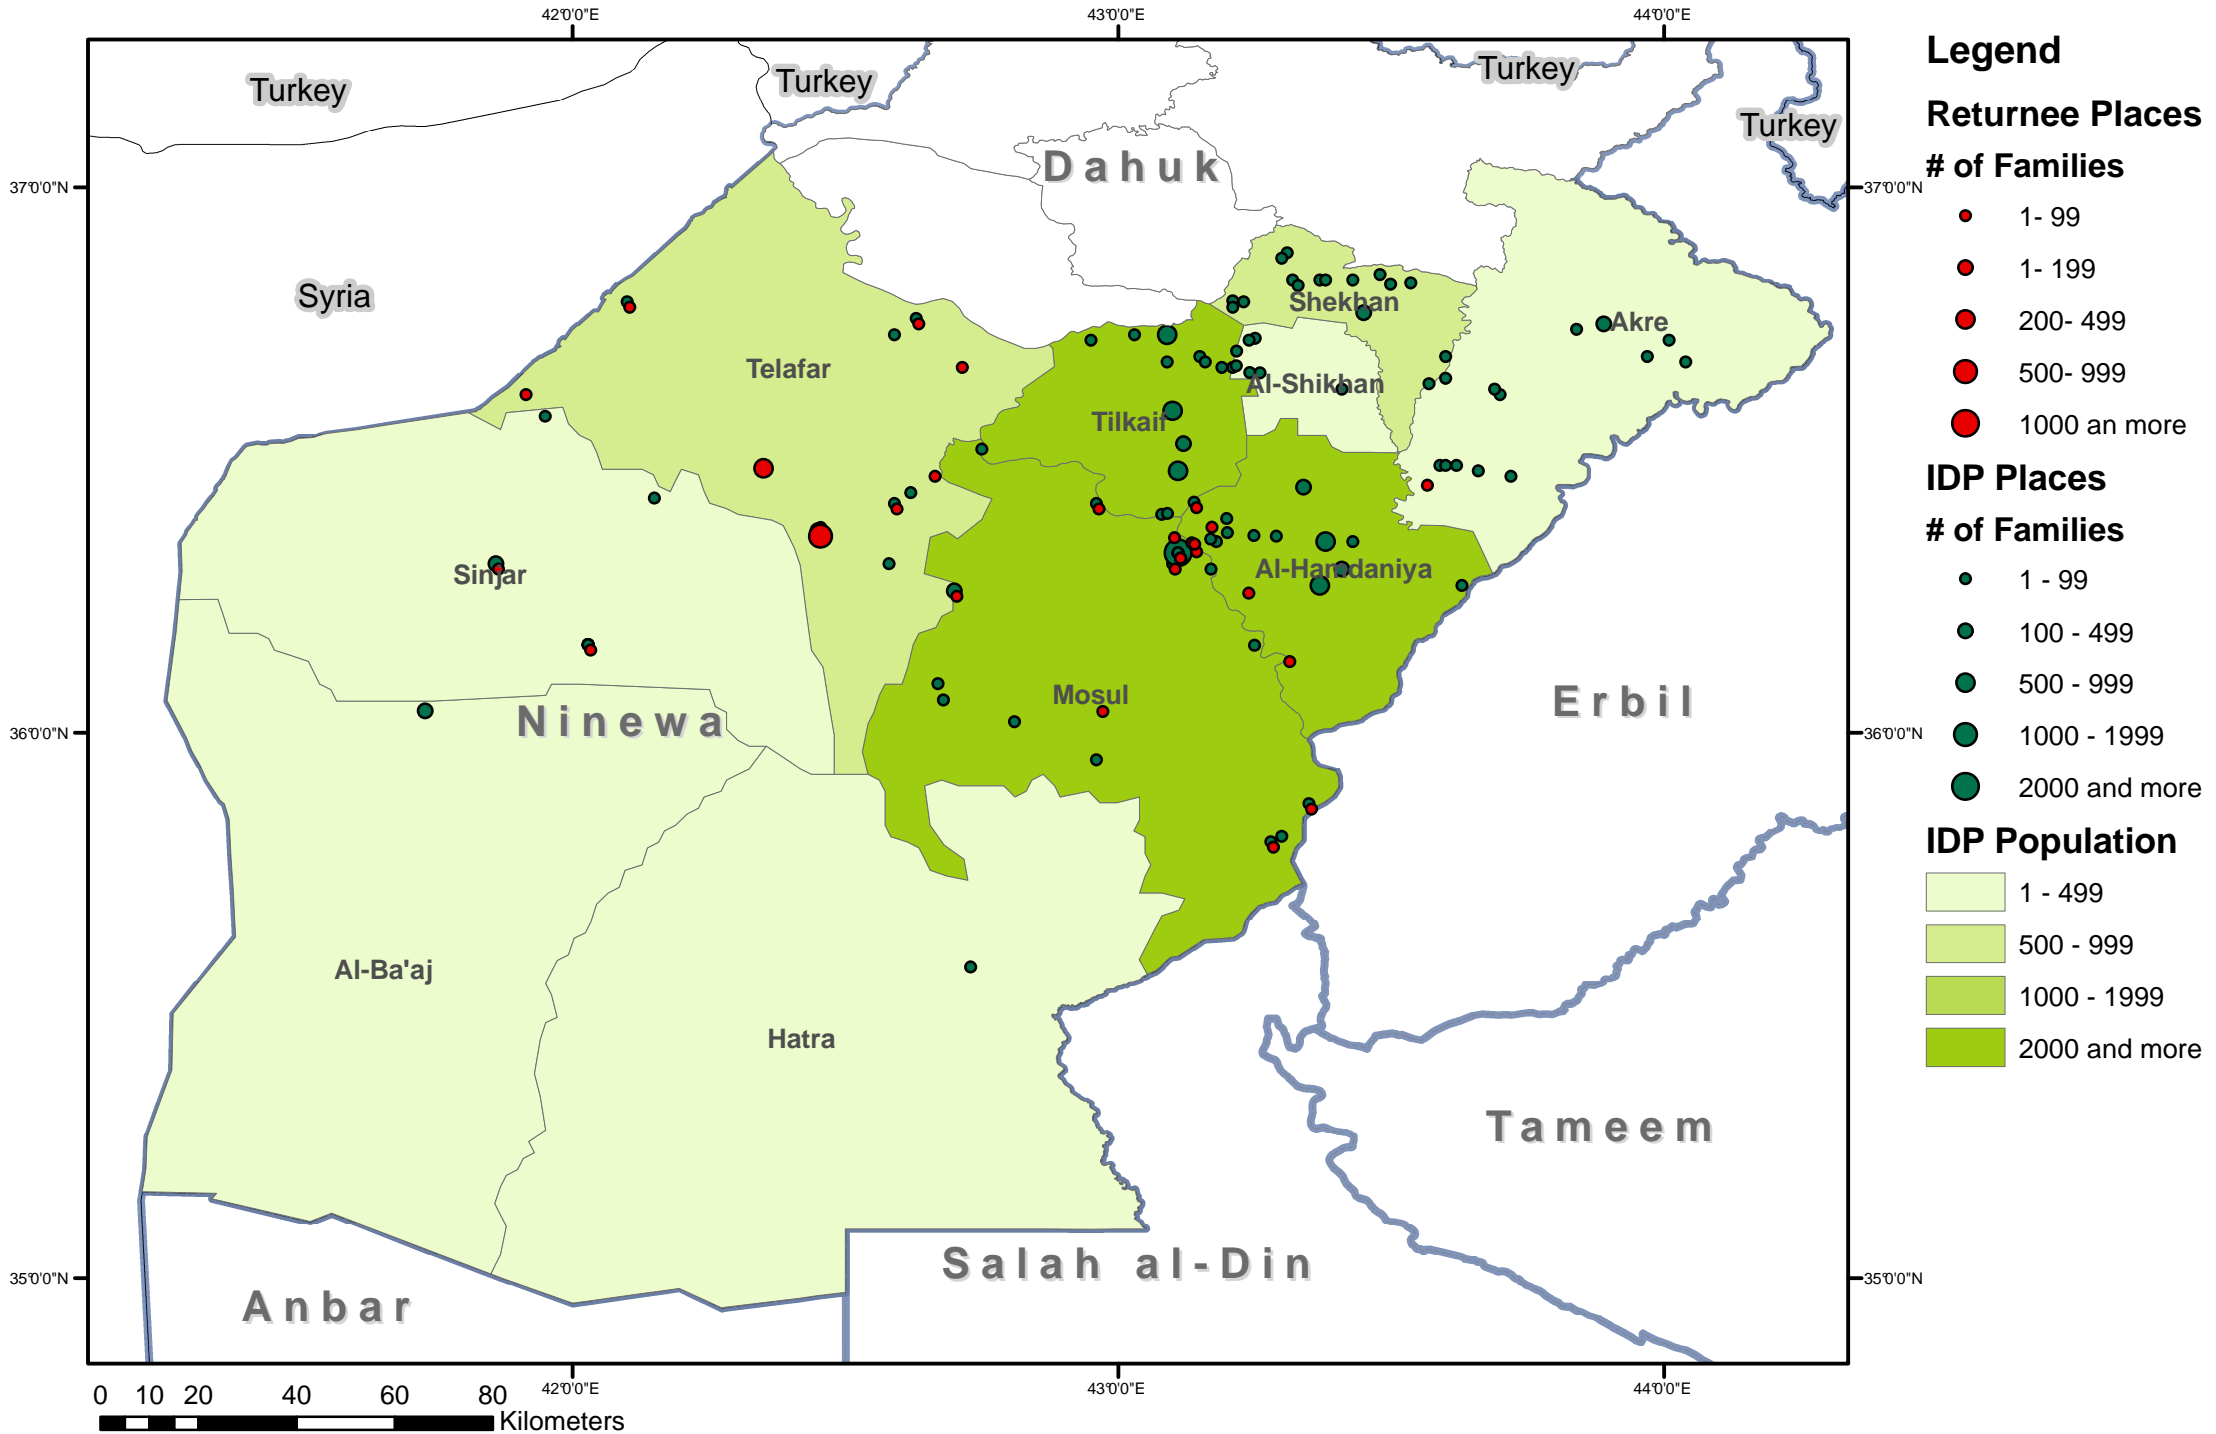 42°0'0"E
43°0'0"E
44°0'0"E
Turkey
Turkey
Turkey
Turkey
Dahuk
37°0'0"N
37°0'0"N
Syria
Shekhan
Akre
Telafar
Al-Shikhan
Tilkaif
Sinjar
Al-Hamdaniya
Mosul
Erbil
Ninewa
36°0'0"N
36°0'0"N
Al-Ba'aj
Hatra
Tameem
Salah al-Din
35°0'0"N
35°0'0"N
Anbar
42°0'0"E
43°0'0"E
44°0'0"E
0 10 20 40 60 80
Kilometers
Legend
Returnee Places
# of Families
1- 99
1- 199
200- 499
500- 999
1000 an more
IDP Places
# of Families
1 - 99
100 - 499
500 - 999
1000 - 1999
2000 and more
IDP Population
1 - 499
500 - 999
1000 - 1999
2000 and more